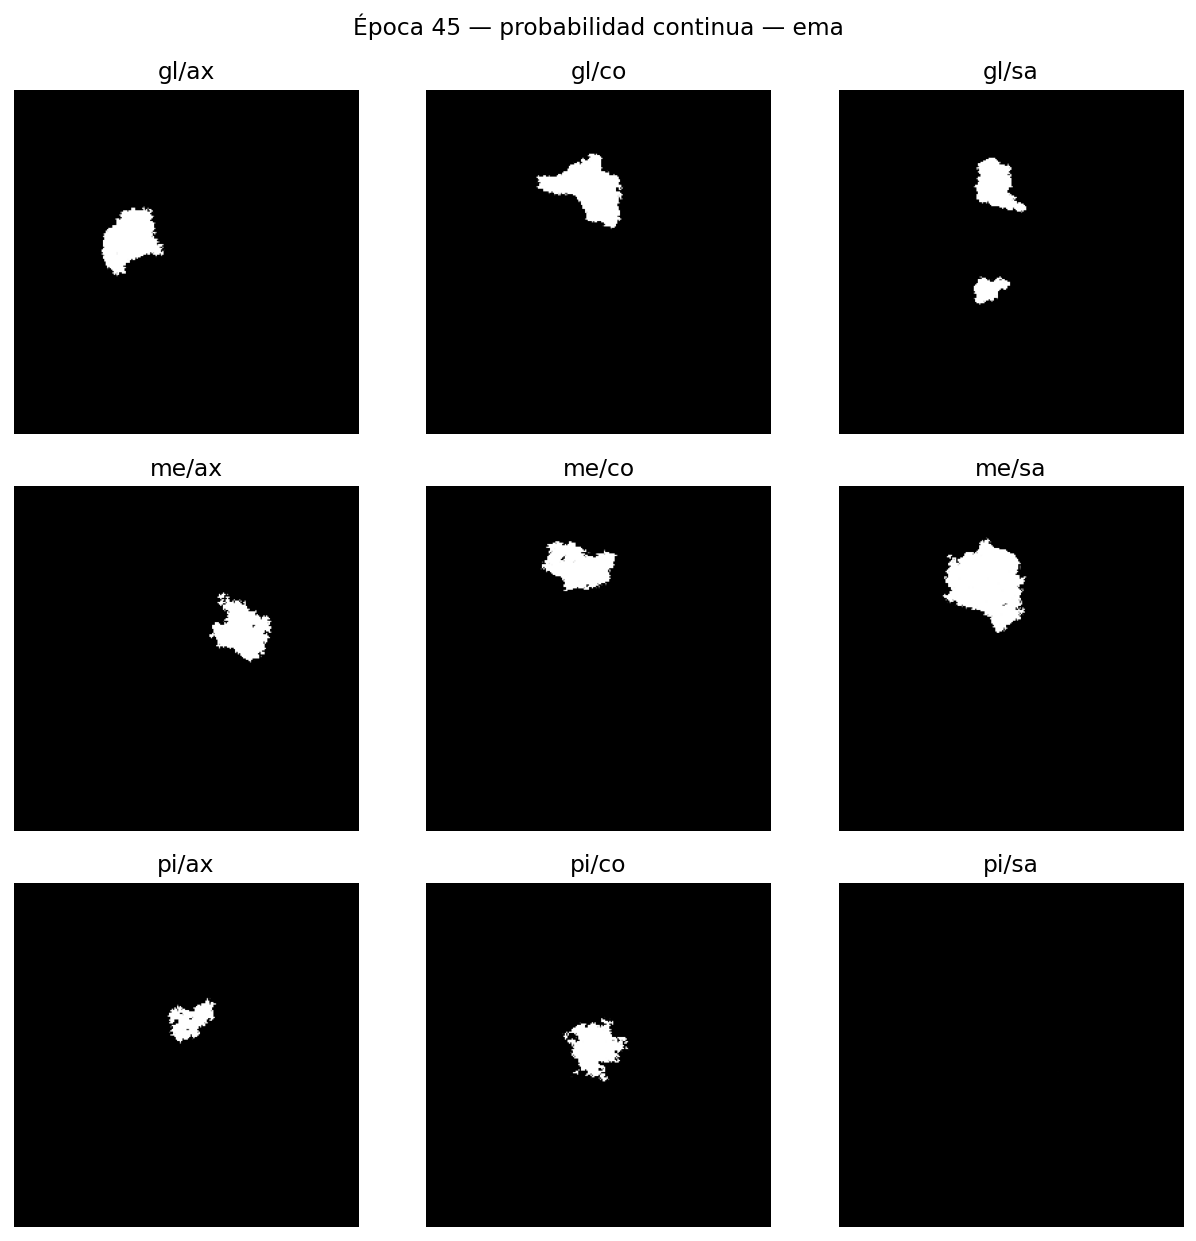 Época 45 — probabilidad continua — ema
gl/ax
gl/co
gl/sa
me/ax
me/co
me/sa
pi/ax
pi/co
pi/sa